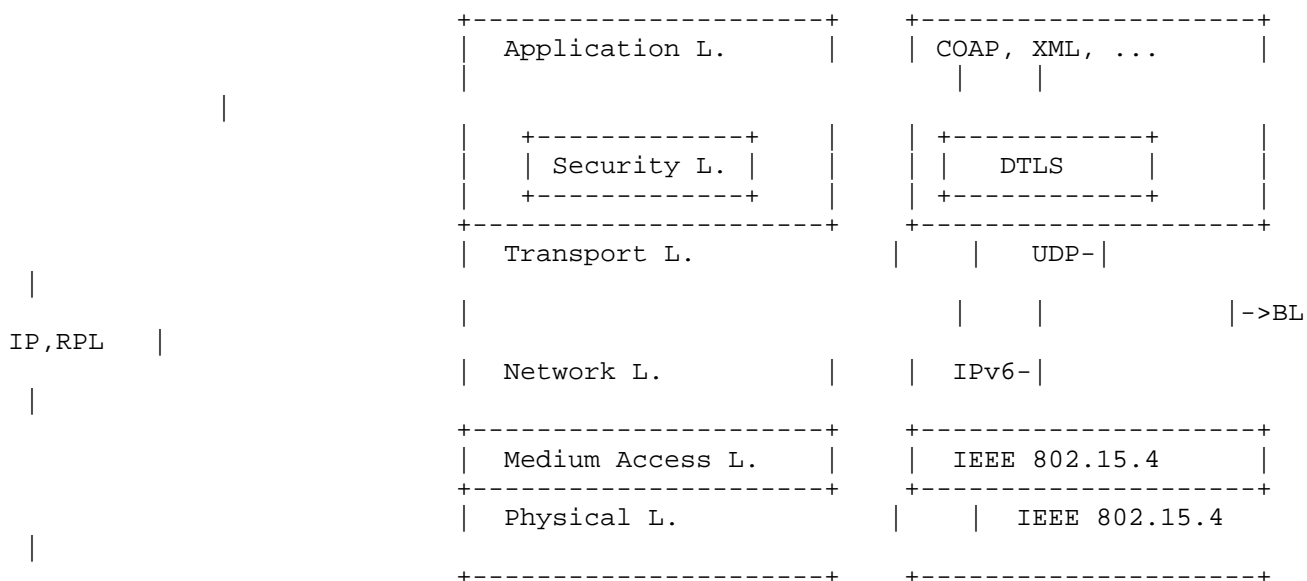 +----------------------+ +---------------------+
| Application L. | | COAP, XML, ... |
| | |
|
| +-------------+ | | +------------+ |
| | Security L. | | | | DTLS | |
| +-------------+ | | +------------+ |
+----------------------+ +---------------------+
| Transport L. | | UDP-|
|
| | | |->BL
IP,RPL |
| Network L. | | IPv6-|
|
+----------------------+ +---------------------+
| Medium Access L. | | IEEE 802.15.4 |
+----------------------+ +---------------------+
| Physical L. | | IEEE 802.15.4
|
+----------------------+ +---------------------+